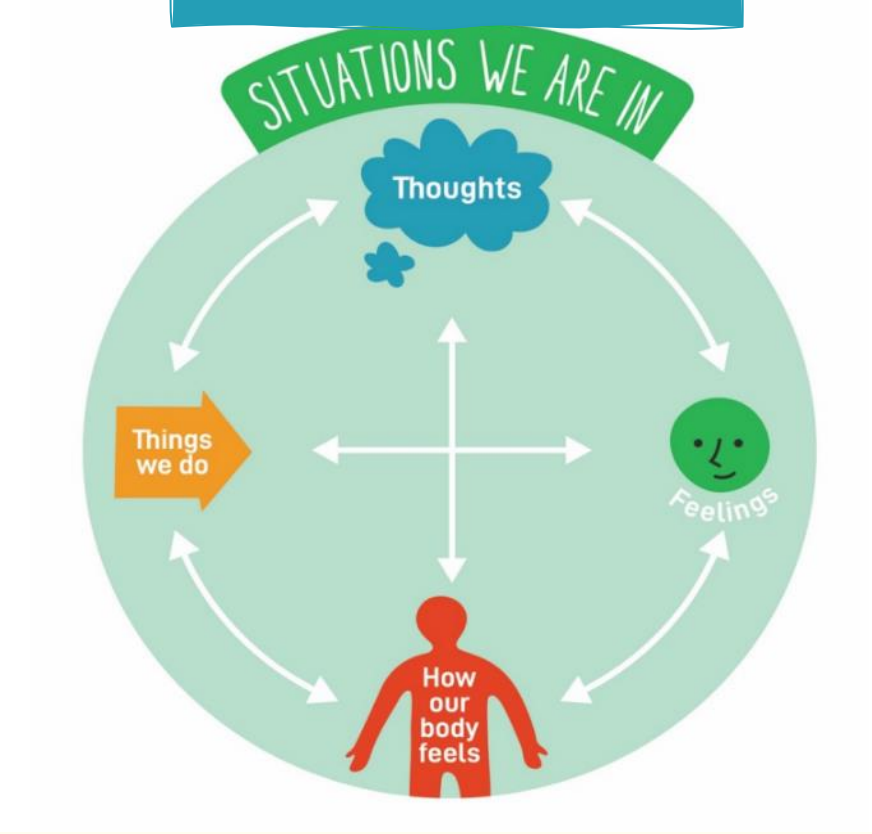 SITUATIONS WE ARE IN
Thoughts
Things
we do
Feelings
How
our
body
feels